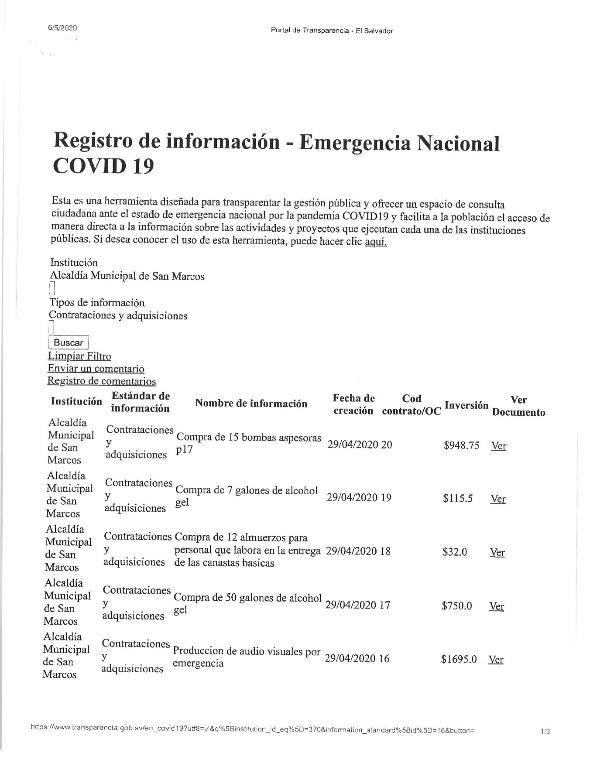 6/5/2020
Portal de Transparencia - El Salvador
Registro de información - Emergencia Nacional
COVID 19
Esta es una herramienta diseñada para transparentar la gestión pública y ofrecer un espacio de consulta
ciudadana ante el estado de emergencia nacional por la pandemia COVID19 y facilita a la población el acceso de
manera directa a la información sobre las actividades y proyectos que ejecutan cada una de las instituciones
públicas. Si desea conocer el uso de esta herramienta, puede hacer clic aquí.
Institución
Alcaldía Municipal de San Marcos
Tipos de información
Contrataciones y adquisiciones
Buscar
Limpiar Filtro
Enviar un comentario
Registro de comentarios
Institución Estándar de información Nombre de información Fecha de creación Cod contrato/OC Inversión Ver Documento
Alcaldía Municipal de San Marcos Contrataciones y adquisiciones Compra de 15 bombas aspesoras p17 29/04/2020 20 $948.75 Ver
Alcaldía Municipal de San Marcos Contrataciones y adquisiciones Compra de 7 galones de alcohol gel 29/04/2020 19 $115.5 Ver
Alcaldía Municipal de San Marcos Contrataciones y adquisiciones Compra de 12 almuerzos para personal que labora en la entrega de las canastas basicas 29/04/2020 18 $32.0 Ver
Alcaldía Municipal de San Marcos Contrataciones y adquisiciones Compra de 50 galones de alcohol gel 29/04/2020 17 $750.0 Ver
Alcaldía Municipal de San Marcos Contrataciones y adquisiciones Produccion de audio visuales por emergencia 29/04/2020 16 $1695.0 Ver
https://www.transparencia.gob.sv/en_covid19?utf8=✓&q%5Binstitution_id_eq%5D=370&information_standard%5Bid%5D=16&button=
1/3